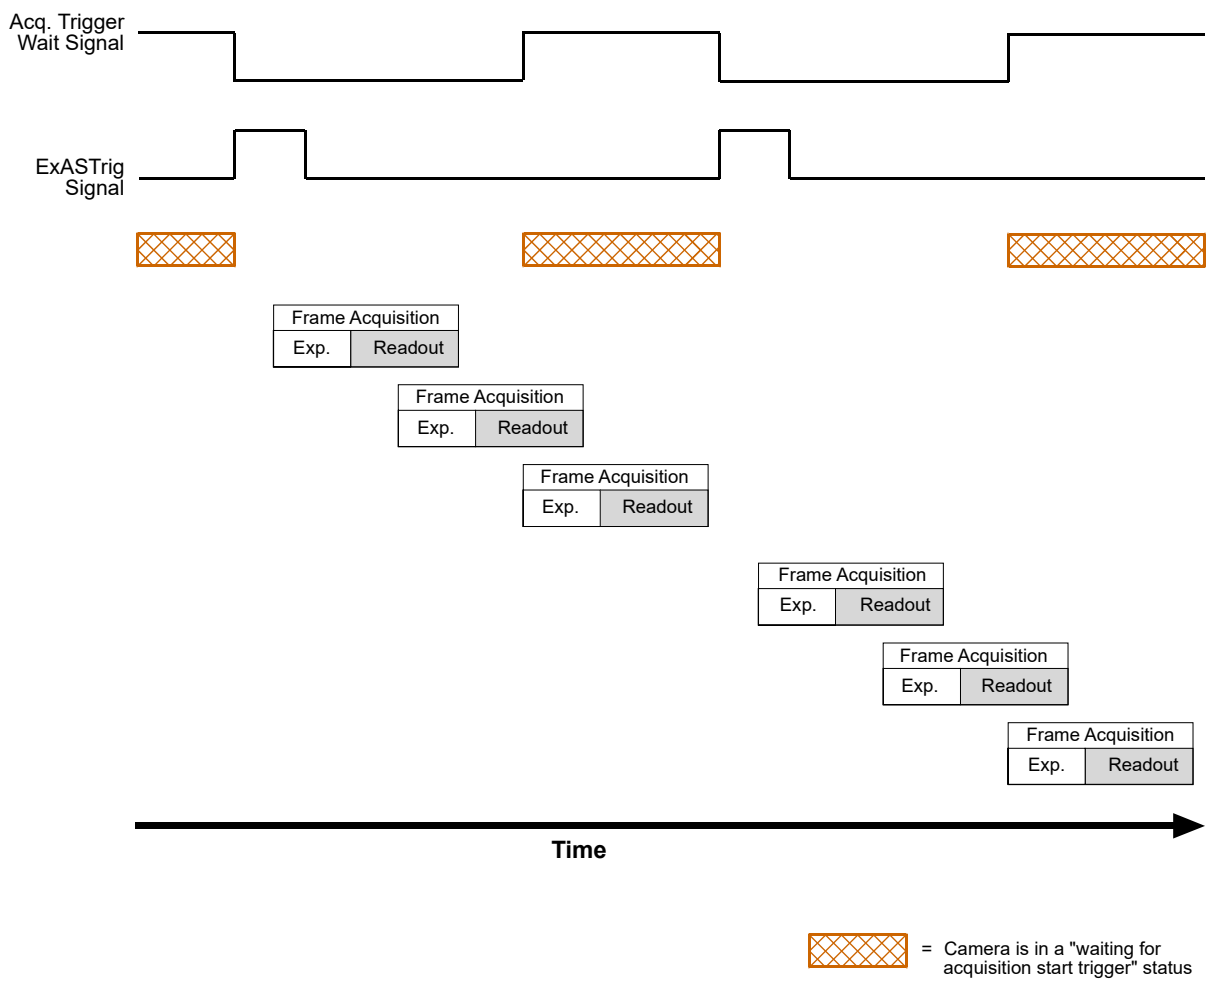 Acq. Trigger
Wait Signal
ExASTrig
Signal
Frame Acquisition
Exp. Readout
Frame Acquisition
Exp. Readout
Frame Acquisition
Exp. Readout
Frame Acquisition
Exp. Readout
Frame Acquisition
Exp. Readout
Frame Acquisition
Exp. Readout
Time
= Camera is in a "waiting for
acquisition start trigger" status